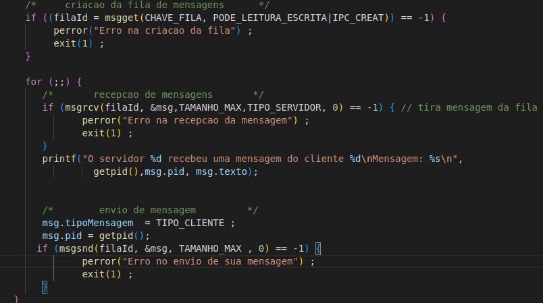 /*     criacao da fila de mensagens      */
if ((filaId = msgget(CHAVE_FILA, PODE_LEITURA_ESCRITA|IPC_CREAT)) == -1) {
perror("Erro na criacao da fila") ;
exit(1) ;
}
for (;;) {
/*       recepcao de mensagens       */
if (msgrcv(filaId, &msg,TAMANHO_MAX,TIPO_SERVIDOR, 0) == -1) { // tira mensagem da fila
perror("Erro na recepcao da mensagem") ;
exit(1) ;
}
printf("O servidor %d recebeu uma mensagem do cliente %d\nMensagem: %s\n",
getpid(),msg.pid, msg.texto);
/*        envio de mensagem         */
msg.tipoMensagem  = TIPO_CLIENTE ;
msg.pid = getpid();
if (msgsnd(filaId, &msg, TAMANHO_MAX , 0) == -1) {
perror("Erro no envio de sua mensagem") ;
exit(1) ;
}
}